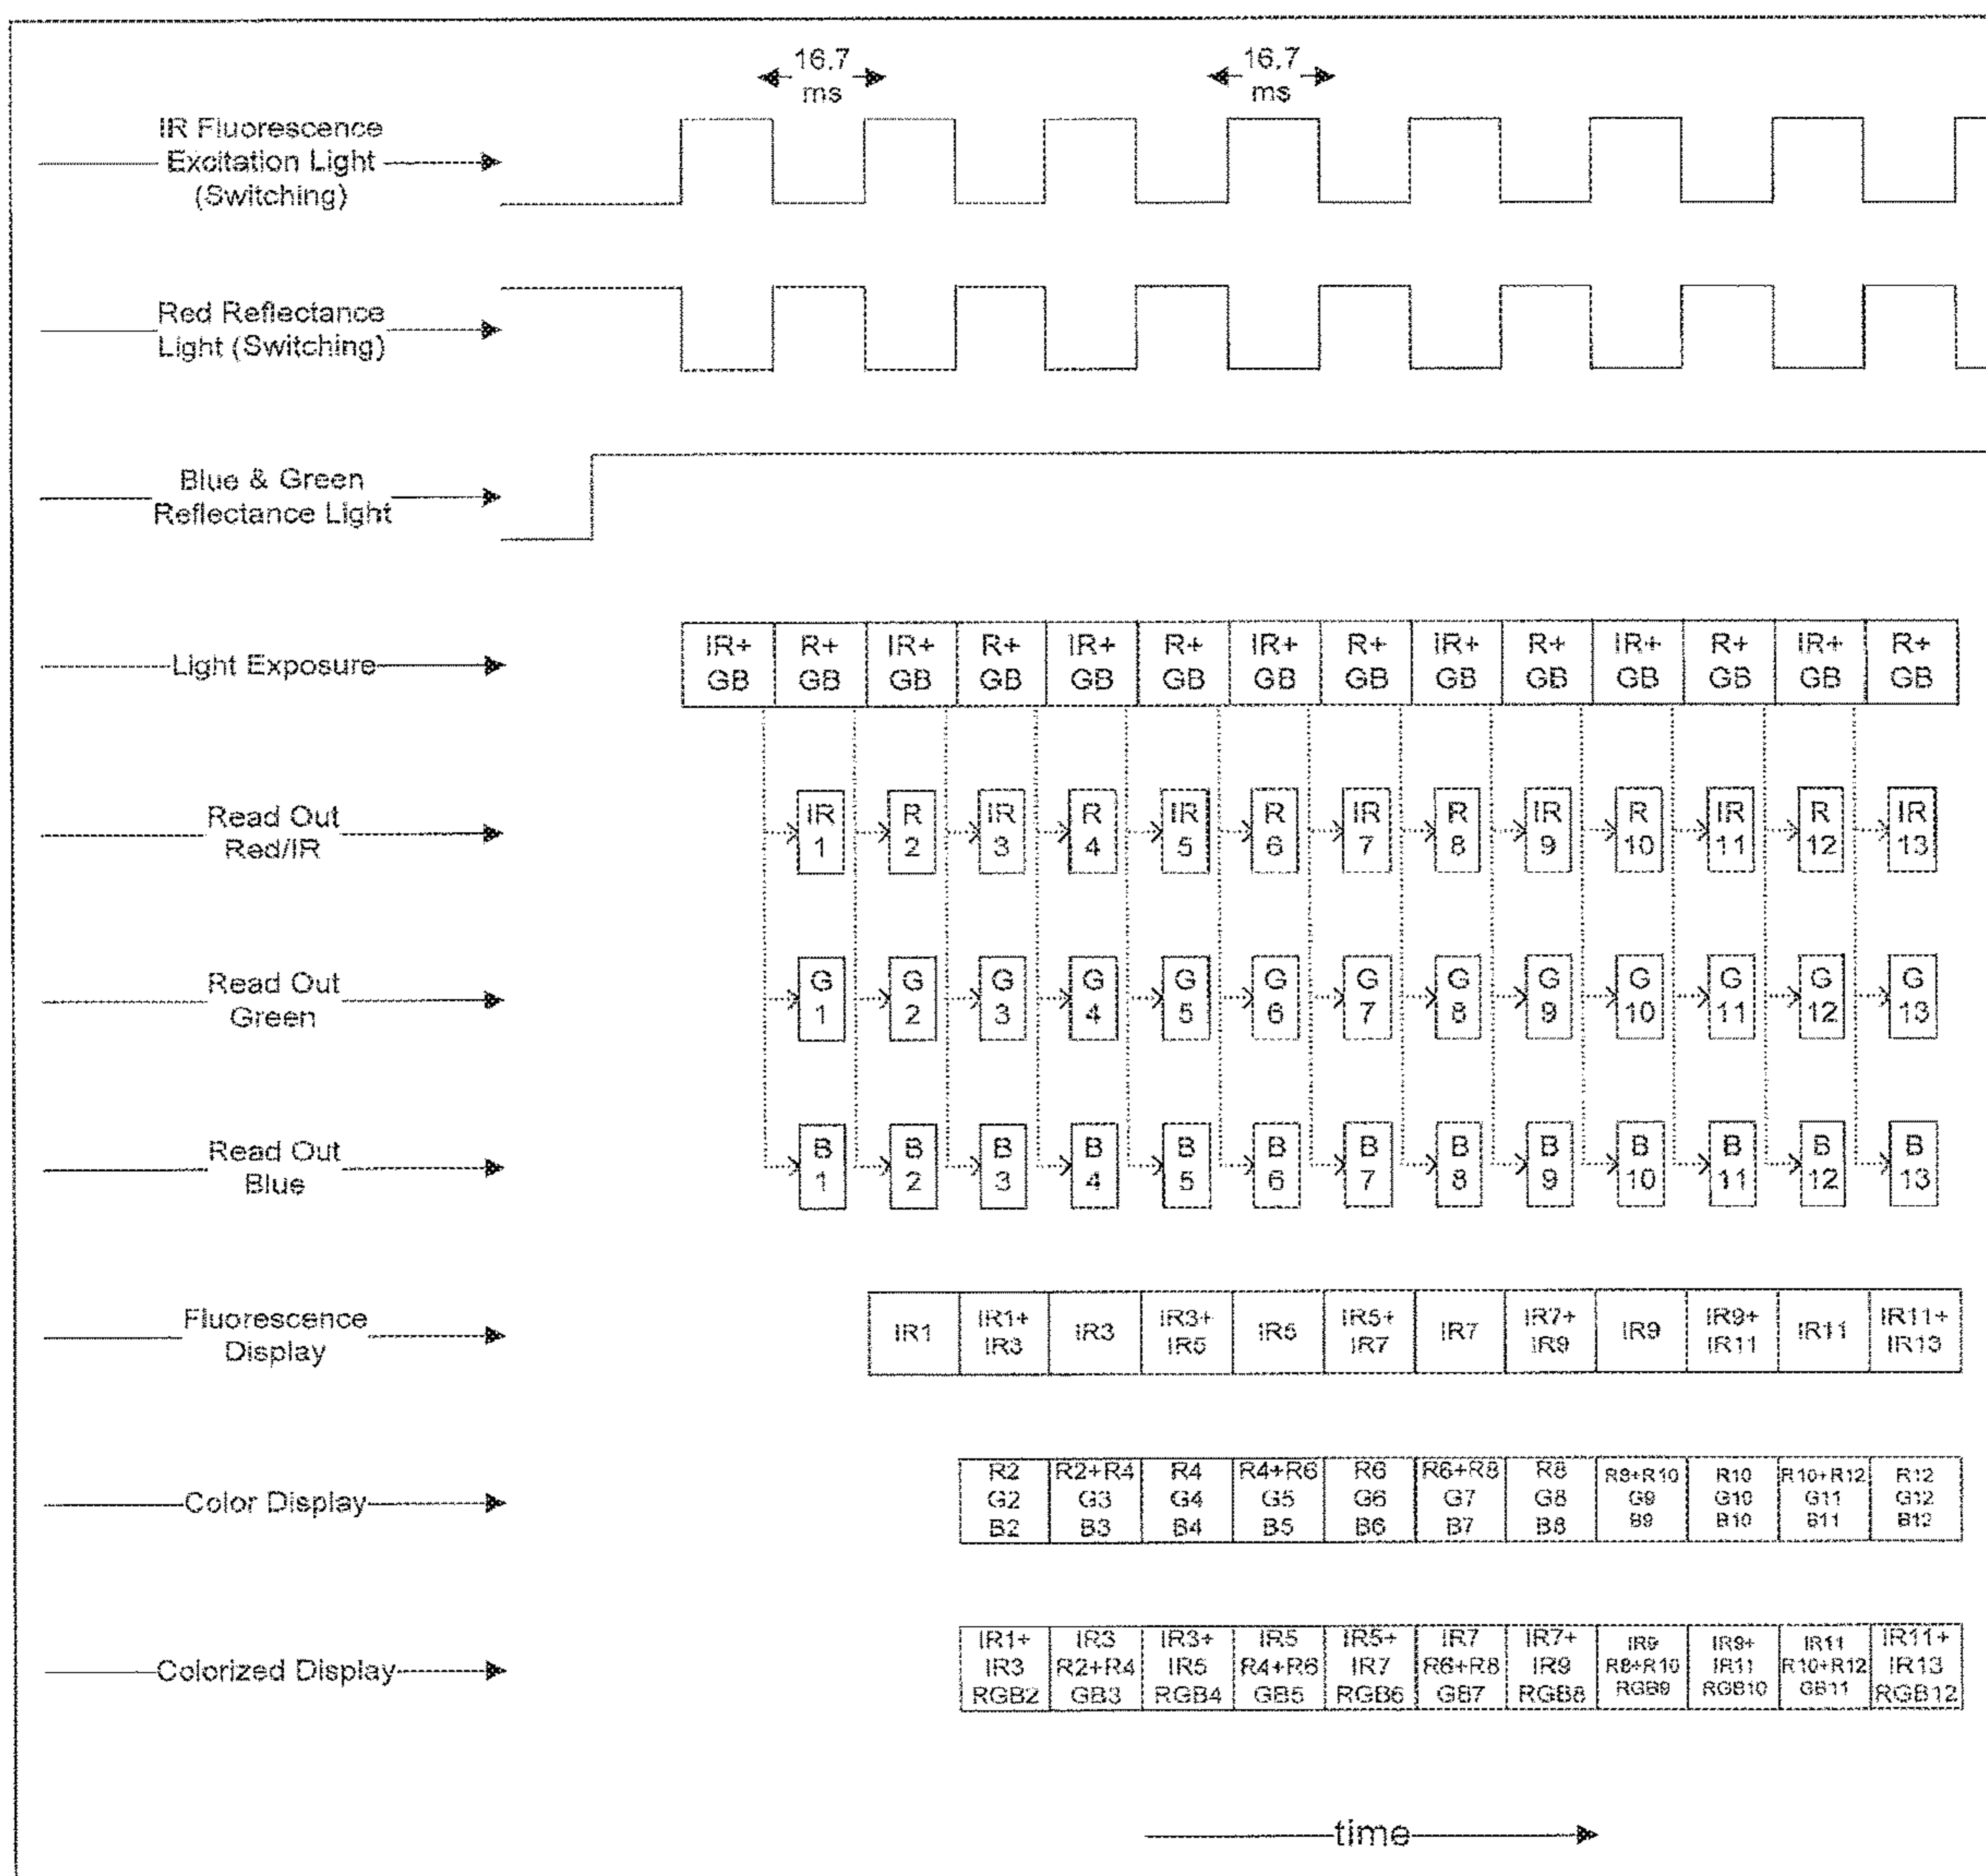 16.7
ms
16.7
ms
IR Fluorescence
Excitation Light
(Switching)
Red Reflectance
Light (Switching)
Blue & Green
Reflectance Light
Light Exposure
IR+ R+ IR+ R+ IR+ R+ IR+ R+ IR+ R+ IR+ R+ IR+ R+
GB GB GB GB GB GB GB GB GB GB GB GB GB GB
Read Out
Red/IR
IR R IR R IR R IR R IR R IR R IR
1 2 3 4 5 6 7 8 9 10 11 12 13
Read Out
Green
G G G G G G G G G G G G G
1 2 3 4 5 6 7 8 9 10 11 12 13
Read Out
Blue
B B B B B B B B B B B B B
1 2 3 4 5 6 7 8 9 10 11 12 13
Fluorescence
Display
IR1 IR1+ IR3 IR3+ IR5 IR5+ IR7 IR7+ IR9 IR9+ IR11 IR11+
IR3 IR5 IR7 IR9 IR11 IR13
Color Display
R2 R2+R4 R4 R4+R6 R6 R6+R8 R8 R8+R10 R10 R10+R12 R12
G2 G3 G4 G5 G6 G7 G8 G9 G10 G11 G12
B2 B3 B4 B5 B6 B7 B8 B9 B10 B11 B12
Colorized Display
IR1+ IR3 IR3+ IR5 IR5+ IR7 IR7+ IR9 IR9+ IR11 IR11+
IR3 R2+R4 IR5 R4+R6 IR7 R6+R8 IR9 R8+R10 IR11 R10+R12 IR13
RGB2 GB3 RGB4 GB5 RGB6 GB7 RGB8 RGB9 RGB10 GB11 RGB12
time